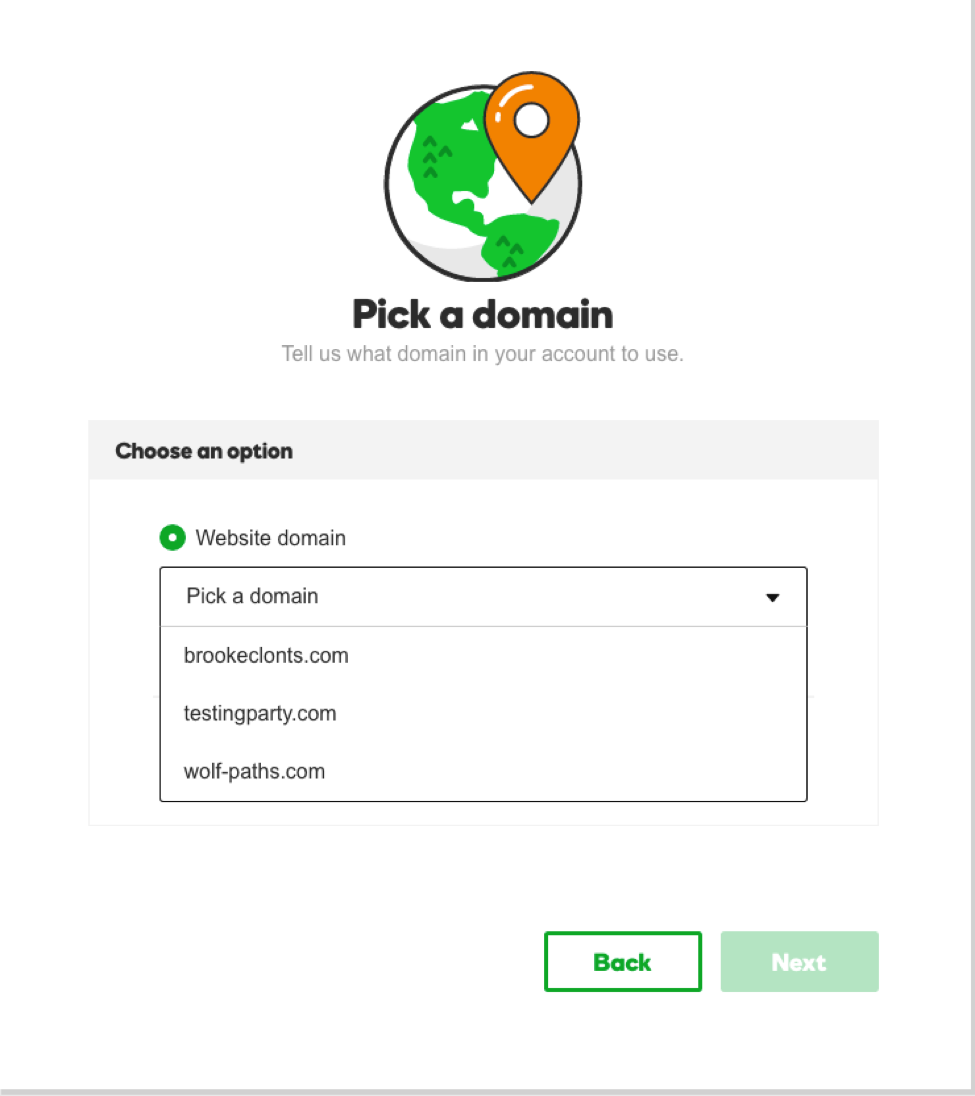 Pick a domain
Tell us what domain in your account to use.
Choose an option
Website domain
Pick a domain
brookeclonts.com
testingparty.com
wolf-paths.com
Back
Next